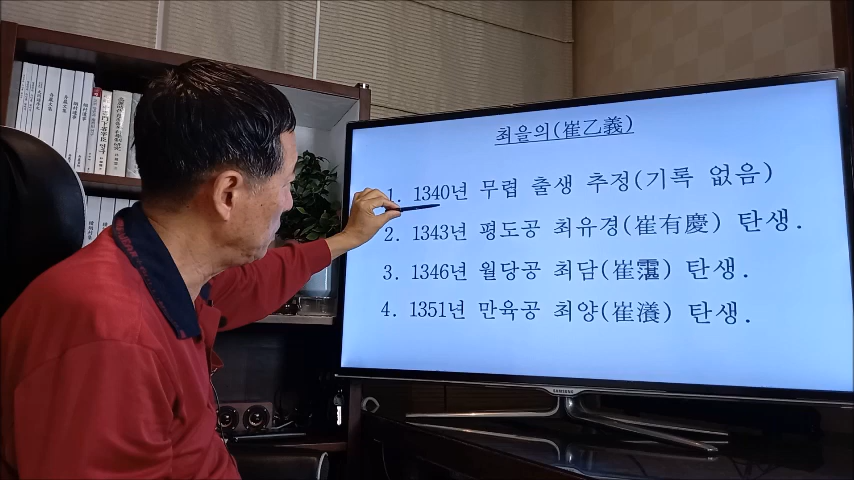 최을의(崔乙義)
1. 1340년 무렵 출생 추정(기록 없음)
2. 1343년 평도공 최유경(崔有慶) 탄생.
3. 1346년 월당공 최담(崔霮) 탄생.
4. 1351년 만육공 최양(崔瀁) 탄생.
SAMSUNG